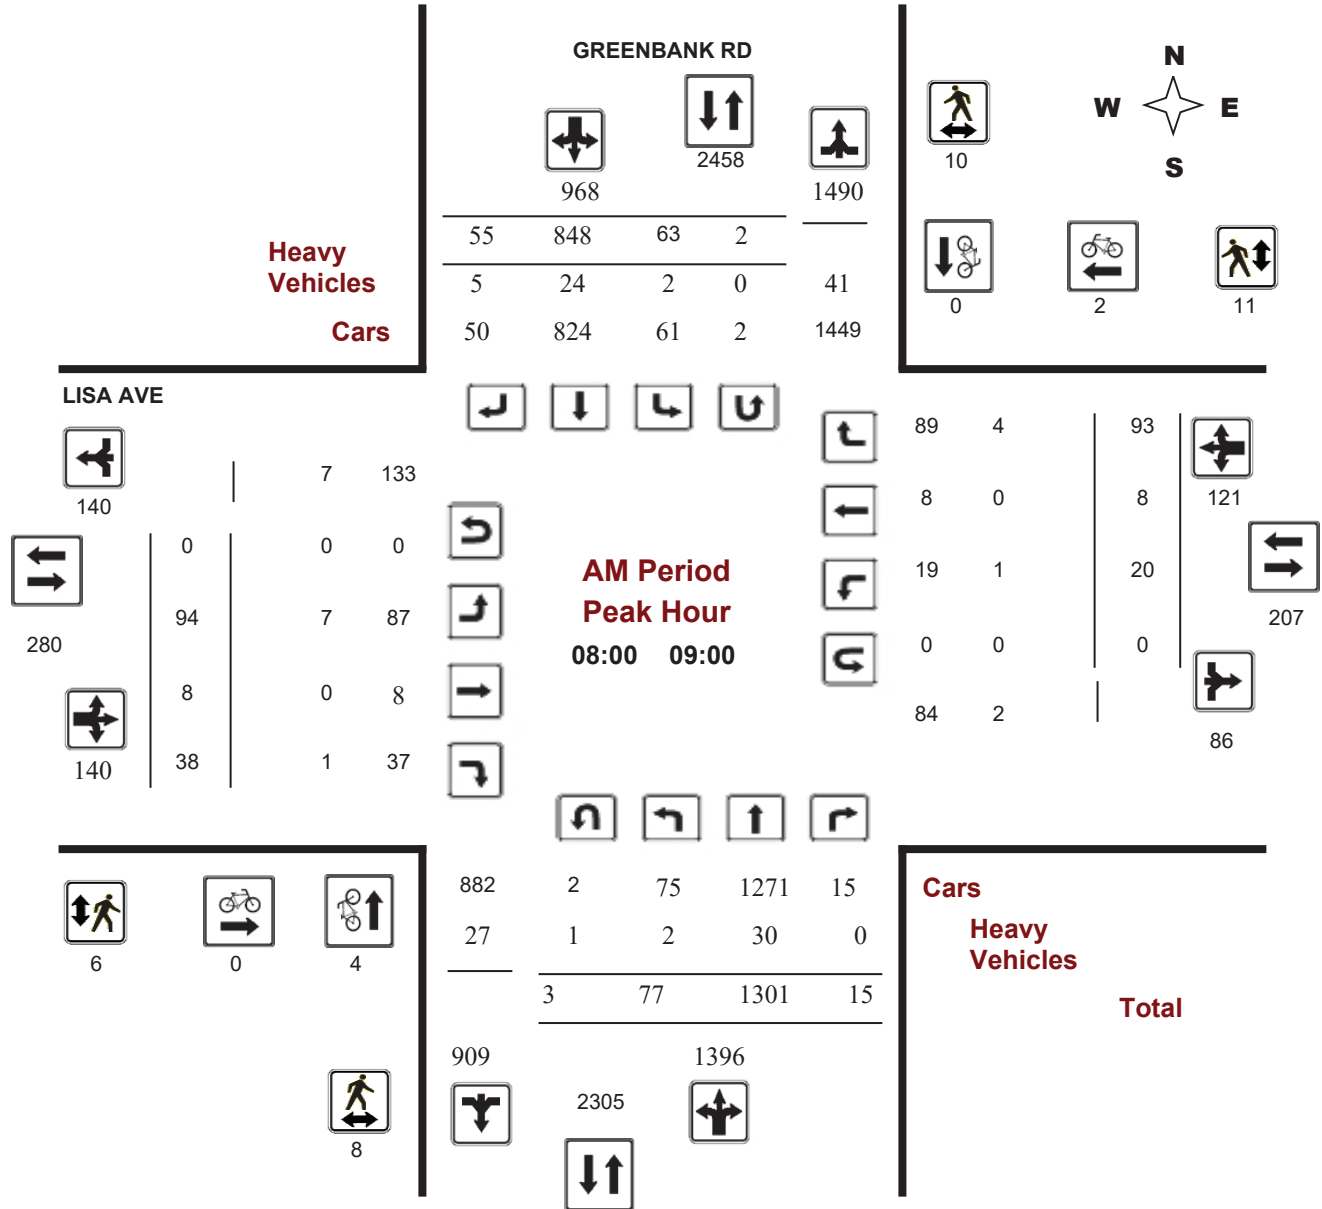 GREENBANK RD
N
W E
S
2458
10
968 1490
55 848 63 2
Heavy
Vehicles
5 24 2 0 41
0 2 11
Cars 50 824 61 2 1449
LISA AVE
89 4 93
7 133
140
8 0 8 121
0 0 0
AM Period
19 1 20
Peak Hour
94 7 87
207
280
08:00 09:00
0 0 0
8 0 8
84 2
86
140
38 1 37
882 2 75 1271 15 Cars
27 1 2 30 0 Heavy
Vehicles
6 0 4
3 77 1301 15
Total
909 1396
2305
8